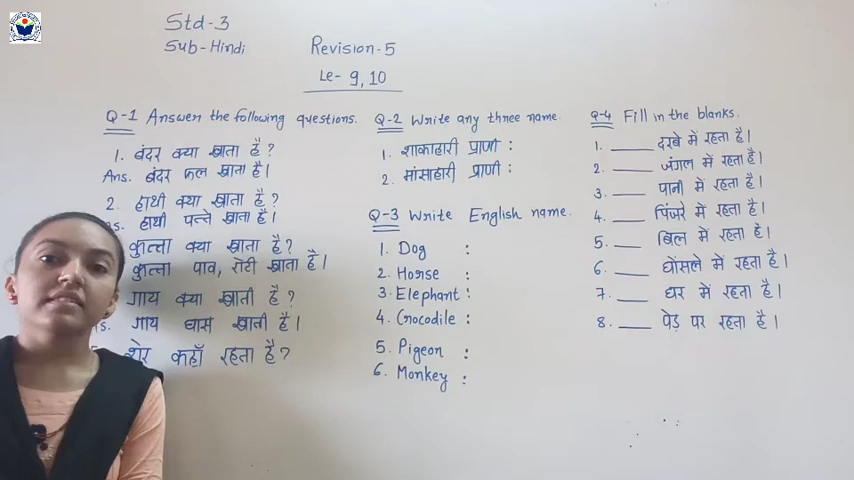 Std-3
Sub-Hindi
Revision-5
Le- 9,10
Q-1 Answer the following questions.
1. बंदर क्या खाता है?
Ans. बंदर फल खाता है।
2. हाथी क्या खाता है?
s. हाथी पत्ते खाता है।
कुत्ता क्या खाता है?
कुत्ता पाव, रोटी खाता है।
गाय क्या खाती है?
s. गाय घास खाती है।
शेर कहाँ रहता है?
Q-2 Write any three name.
1. शाकाहारी प्राणी :
2. मांसाहारी प्राणी :
Q-3 Write English name.
1. Dog :
2. Horse :
3. Elephant :
4. Crocodile :
5. Pigeon :
6. Monkey :
Q-4 Fill in the blanks.
1. ____ दरबे में रहता है।
2. ____ जंगल में रहता है।
3. ____ पानी में रहता है।
4. ____ पिंजरे में रहता है।
5. ____ बिल में रहता है।
6. ____ घोंसले में रहता है।
7. ____ घर में रहता है।
8. ____ पेड़ पर रहता है।